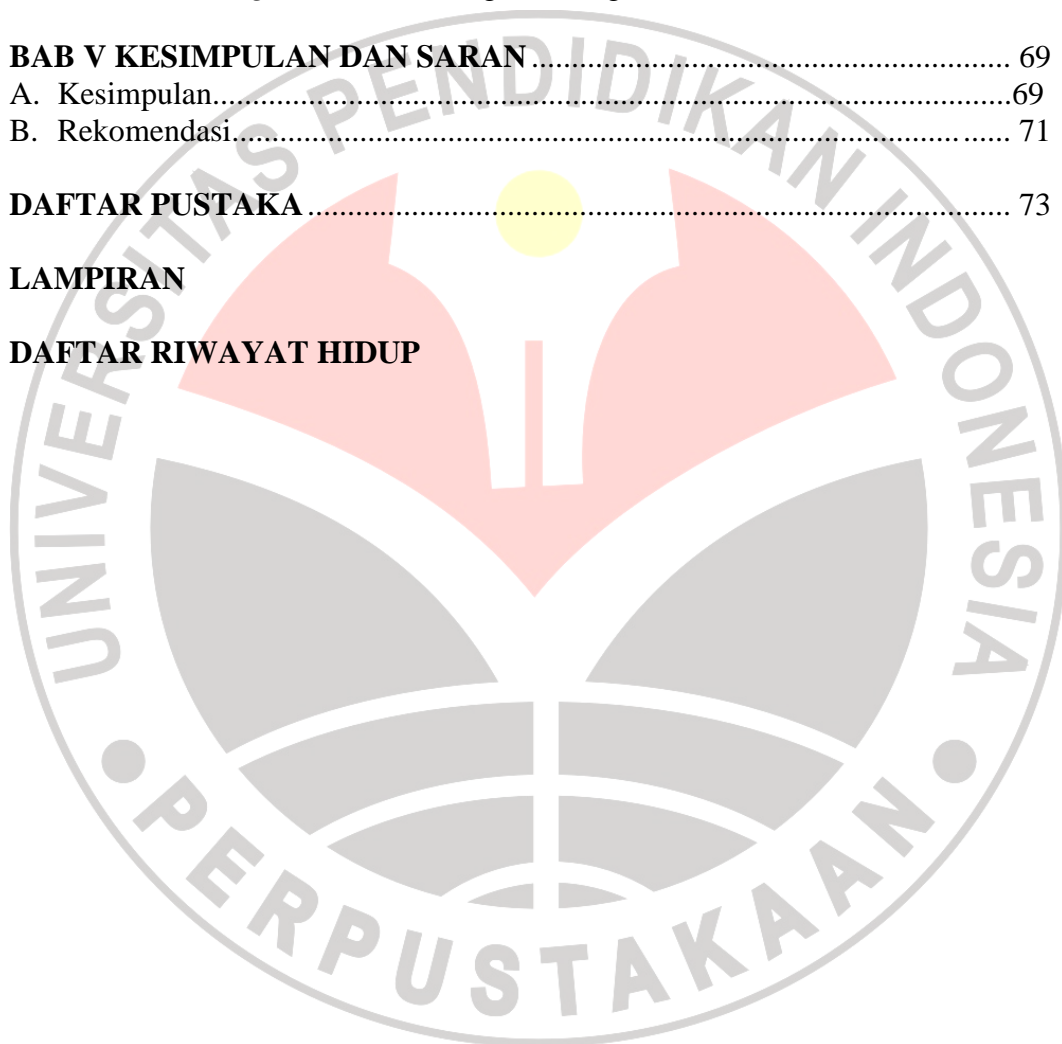 BAB V KESIMPULAN DAN SARAN ............................................................ 69
A. Kesimpulan....................................................................................................69
B. Rekomendasi.................................................................................................. 71
DAFTAR PUSTAKA ........................................................................................ 73
LAMPIRAN
DAFTAR RIWAYAT HIDUP
UNIVERSITAS PENDIDIKAN INDONESIA
PERPUSTAKAAN